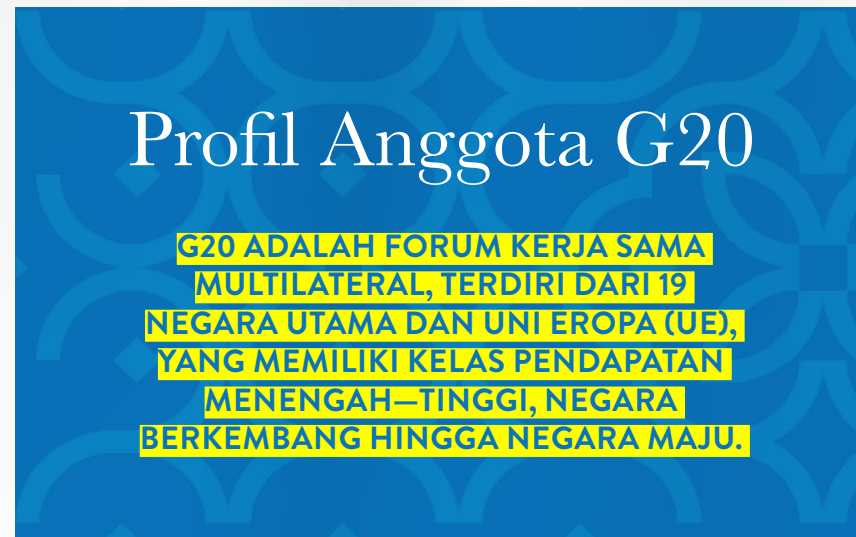 Profil Anggota G20
G20 ADALAH FORUM KERJA SAMA
MULTILATERAL, TERDIRI DARI 19
NEGARA UTAMA DAN UNI EROPA (UE),
YANG MEMILIKI KELAS PENDAPATAN
MENENGAH—TINGGI, NEGARA
BERKEMBANG HINGGA NEGARA MAJU.